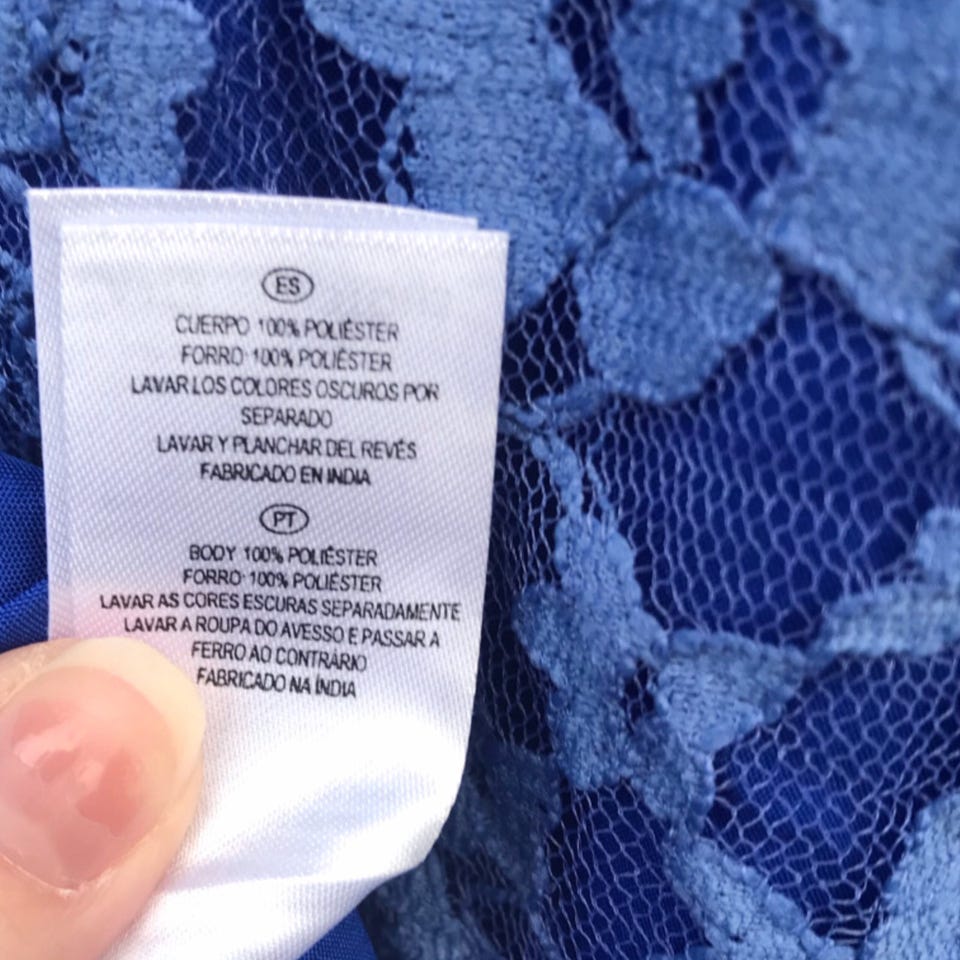 ES
CUERPO 100% POLIÉSTER
FORRO 100% POLIÉSTER
LAVAR LOS COLORES OSCUROS POR
SEPARADO
LAVAR Y PLANCHAR DEL REVÉS
FABRICADO EN INDIA
PT
BODY 100% POLIÉSTER
FORRO 100% POLIÉSTER
LAVAR AS CORES ESCURAS SEPARADAMENTE
LAVAR A ROUPA DO AVESSO E PASSAR A
FERRO AO CONTRÁRIO
FABRICADO NA ÍNDIA